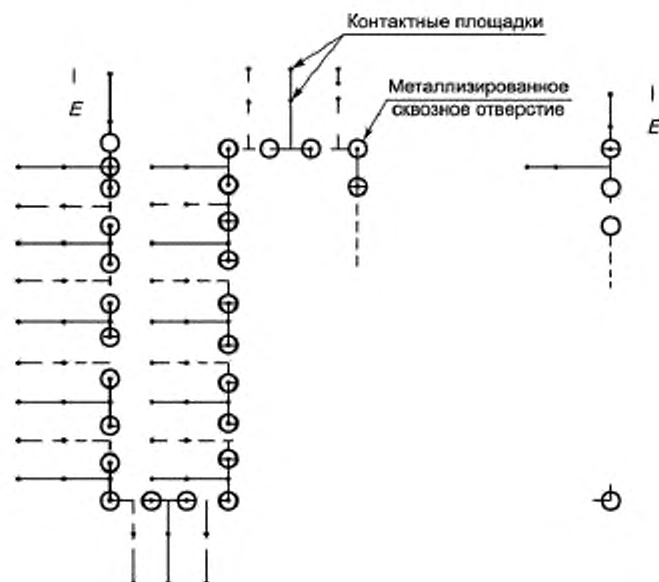 Контактные площадки
I
E
Металлизированное
сквозное отверстие
I
E